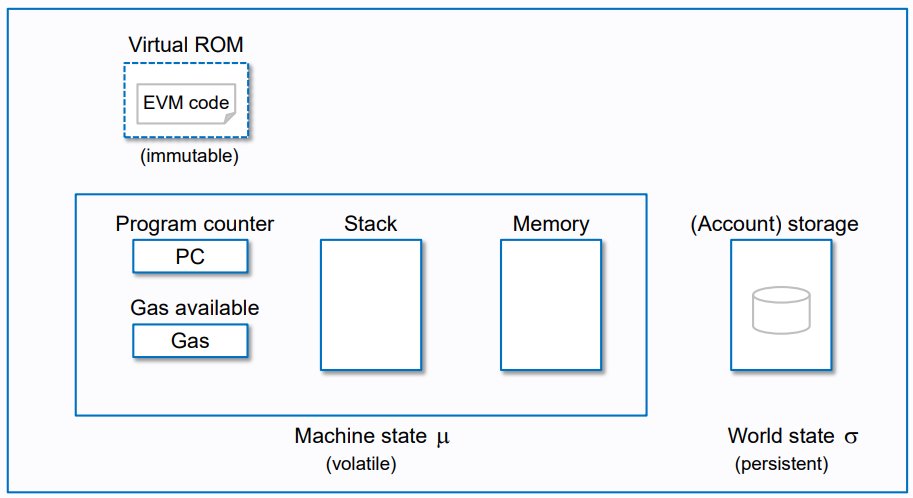 Virtual ROM
EVM code
(immutable)
Program counter
PC
Gas available
Gas
Stack
Memory
(Account) storage
Machine state μ
(volatile)
World state σ
(persistent)